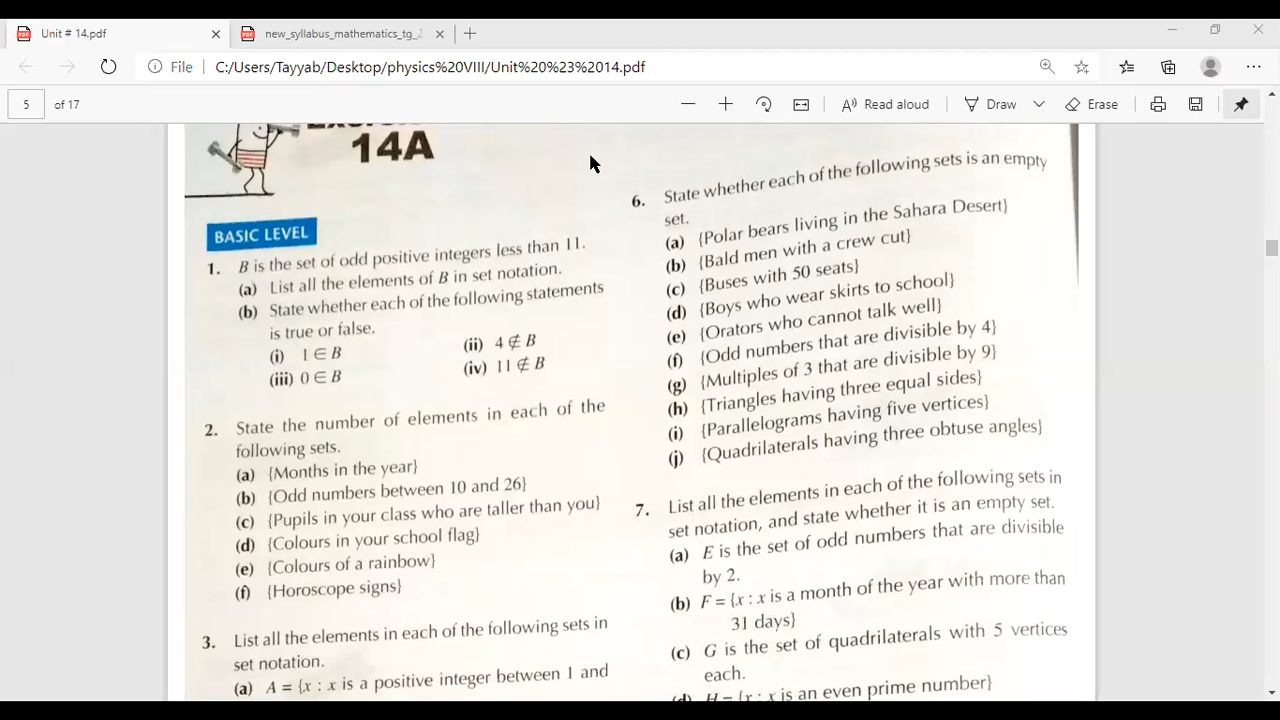 Unit # 14.pdf
new_syllabus_mathematics_tg_2
File
C:/Users/Tayyab/Desktop/physics%20VIII/Unit%20%23%2014.pdf
5 of 17
Read aloud
Draw
Erase
14A
BASIC LEVEL
1. B is the set of odd positive integers less than 11.
(a) List all the elements of B in set notation.
(b) State whether each of the following statements
is true or false.
(i) 1 ∈ B
(ii) 4 ∉ B
(iii) 0 ∈ B
(iv) 11 ∉ B
2. State the number of elements in each of the
following sets.
(a) {Months in the year}
(b) {Odd numbers between 10 and 26}
(c) {Pupils in your class who are taller than you}
(d) {Colours in your school flag}
(e) {Colours of a rainbow}
(f) {Horoscope signs}
3. List all the elements in each of the following sets in
set notation.
(a) A = {x : x is a positive integer between 1 and
6. State whether each of the following sets is an empty
set.
(a) {Polar bears living in the Sahara Desert}
(b) {Bald men with a crew cut}
(c) {Buses with 50 seats}
(d) {Boys who wear skirts to school}
(e) {Orators who cannot talk well}
(f) {Odd numbers that are divisible by 4}
(g) {Multiples of 3 that are divisible by 9}
(h) {Triangles having three equal sides}
(i) {Parallelograms having five vertices}
(j) {Quadrilaterals having three obtuse angles}
7. List all the elements in each of the following sets in
set notation, and state whether it is an empty set.
(a) E is the set of odd numbers that are divisible
by 2.
(b) F = {x : x is a month of the year with more than
31 days}
(c) G is the set of quadrilaterals with 5 vertices
each.
(d) H = {x : x is an even prime number}